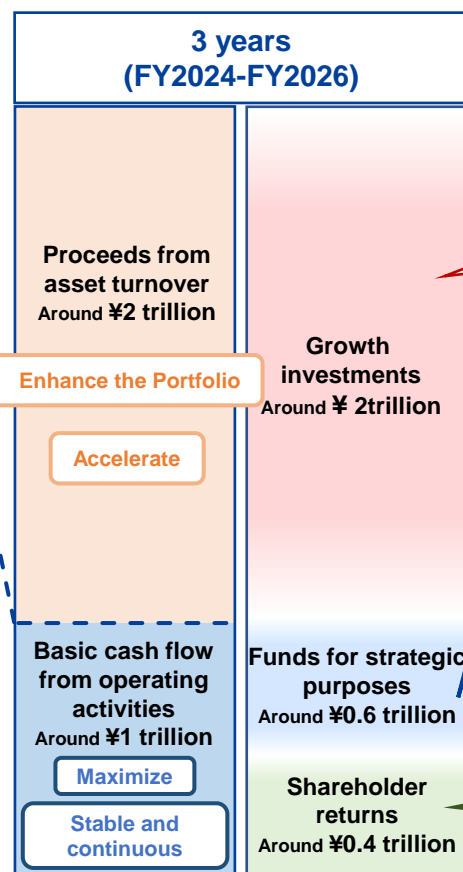 3 years
(FY2024-FY2026)
Proceeds from
asset turnover
Around ¥2 trillion
Enhance the Portfolio
Accelerate
Basic cash flow
from operating
activities
Around ¥1 trillion
Maximize
Stable and
continuous
Growth
investments
Around ¥ 2trillion
Funds for strategic
purposes
Around ¥0.6 trillion
Shareholder
returns
Around ¥0.4 trillion